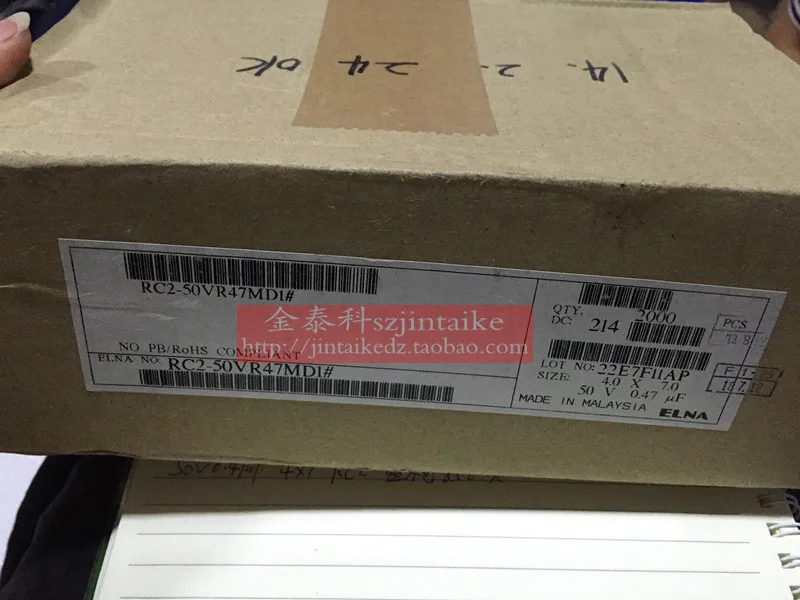 14. 2. 24 OK
RC2-50VR47MD1#
QTY. 2000
DC: 214
PCS
金泰科szjintaike
http://jintaikedz.taobao.com
NO PB/RoHS COMPLIANT
ELNA NO: RC2-50VR47MD1#
LOT NO: 22E7F11AP
SIZE: 4.0 X 7.0
50 V 0.47 µF
MADE IN MALAYSIA ELNA